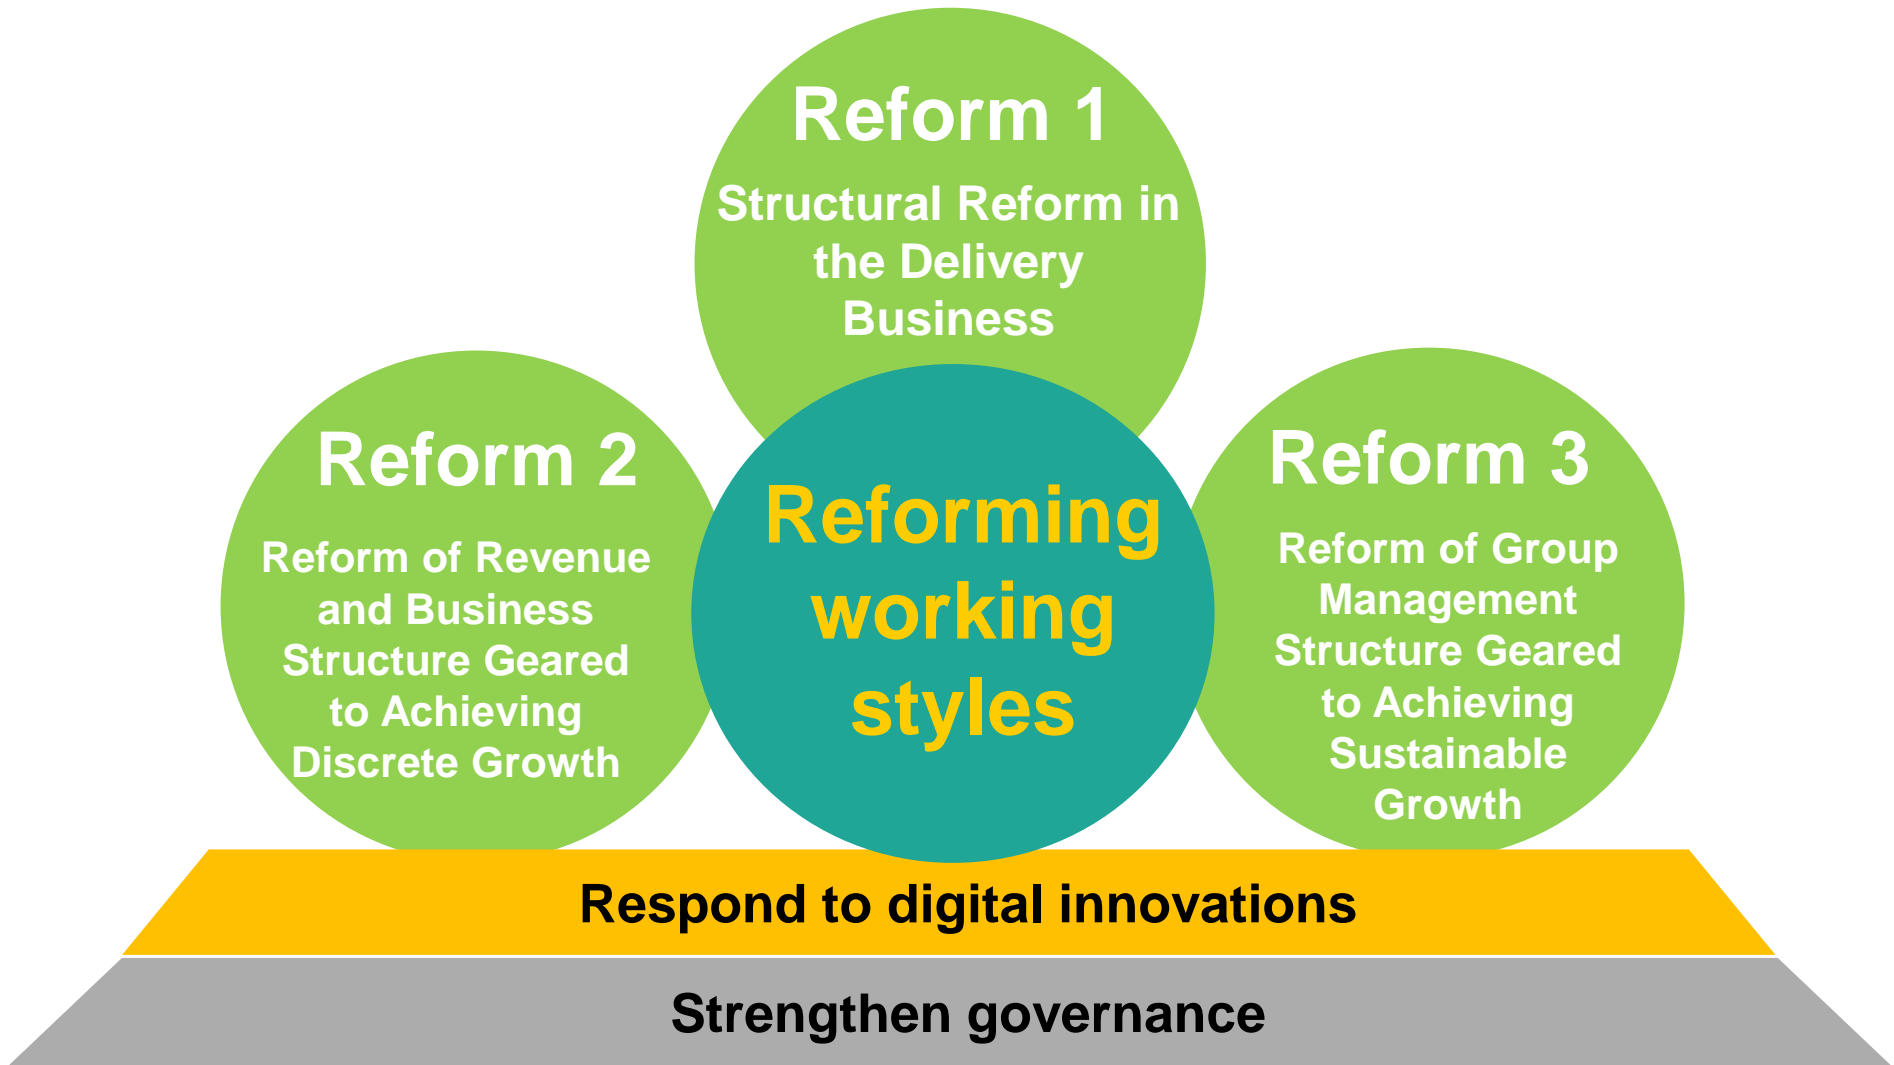 Reform 1
Structural Reform in
the Delivery
Business
Reform 2
Reform of Revenue
and Business
Structure Geared
to Achieving
Discrete Growth
Reforming
working
styles
Reform 3
Reform of Group
Management
Structure Geared
to Achieving
Sustainable
Growth
Respond to digital innovations
Strengthen governance